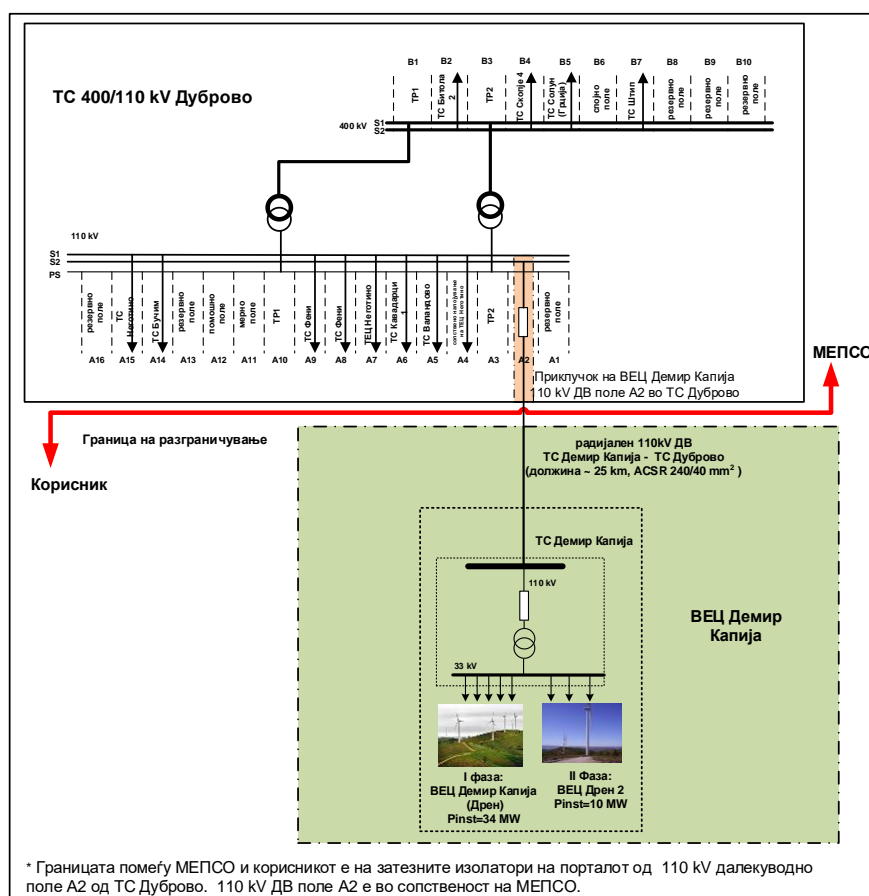 B1 B2 B3 B4 B5 B6 B7 B8 B9 B10
ТС 400/110 kV Дуброво
TP1
ТС Битола 2
TP2
ТС Скопје 4
ТС Солун (Грција)
спојно поле
ТС Штип
резервно поле
резервно поле
резервно поле
400 kV
S1
S2
110 kV
S1
S2
PS
резервно поле
ТС Неготино
ТС Бучим
резервно поле
помошно поле
мерно поле
TP1
ТС Фени
ТС Фени
ТЕЦ Неготино
ТС Кавадарци 1
ТС Валандово
сопствено напојување на ТЕЦ Неготино
TP2
резервно поле
A16 A15 A14 A13 A12 A11 A10 A9 A8 A7 A6 A5 A4 A3 A2 A1
МЕПСО
Приклучок на ВЕЦ Демир Капија
110 kV ДВ поле А2 во ТС Дуброво
Граница на разграничување
Корисник
радијален 110kV ДВ
ТС Демир Капија - ТС Дуброво
(должина ~ 25 km, ACSR 240/40 mm²)
ТС Демир Капија
110 kV
ВЕЦ Демир
Капија
33 kV
I фаза:
ВЕЦ Демир Капија
(Дрен)
Pinst=34 MW
II Фаза:
ВЕЦ Дрен 2
Pinst=10 MW
* Границата помеѓу МЕПСО и корисникот е на затезните изолатори на порталот од 110 kV далекуводно
поле А2 од ТС Дуброво. 110 kV ДВ поле А2 е во сопственост на МЕПСО.